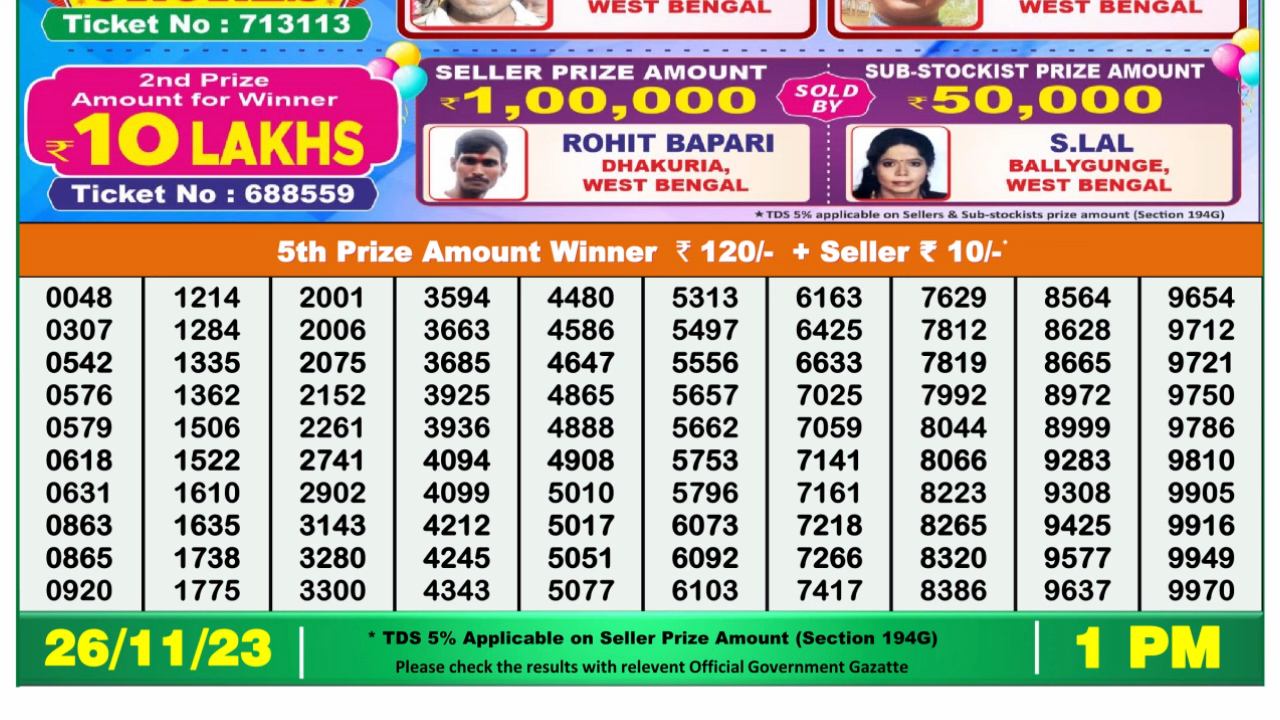 Ticket No : 713113
WEST BENGAL
WEST BENGAL
2nd Prize
Amount for Winner
₹10 LAKHS
Ticket No : 688559
SELLER PRIZE AMOUNT
₹1,00,000
SOLD
BY
SUB-STOCKIST PRIZE AMOUNT
₹50,000
ROHIT BAPARI
DHAKURIA,
WEST BENGAL
S.LAL
BALLYGUNGE,
WEST BENGAL
★TDS 5% applicable on Sellers & Sub-stockists prize amount (Section 194G)
5th Prize Amount Winner ₹ 120/- + Seller ₹ 10/-*
0048 1214 2001 3594 4480 5313 6163 7629 8564 9654
0307 1284 2006 3663 4586 5497 6425 7812 8628 9712
0542 1335 2075 3685 4647 5556 6633 7819 8665 9721
0576 1362 2152 3925 4865 5657 7025 7992 8972 9750
0579 1506 2261 3936 4888 5662 7059 8044 8999 9786
0618 1522 2741 4094 4908 5753 7141 8066 9283 9810
0631 1610 2902 4099 5010 5796 7161 8223 9308 9905
0863 1635 3143 4212 5017 6073 7218 8265 9425 9916
0865 1738 3280 4245 5051 6092 7266 8320 9577 9949
0920 1775 3300 4343 5077 6103 7417 8386 9637 9970
26/11/23
* TDS 5% Applicable on Seller Prize Amount (Section 194G)
Please check the results with relevent Official Government Gazatte
1 PM